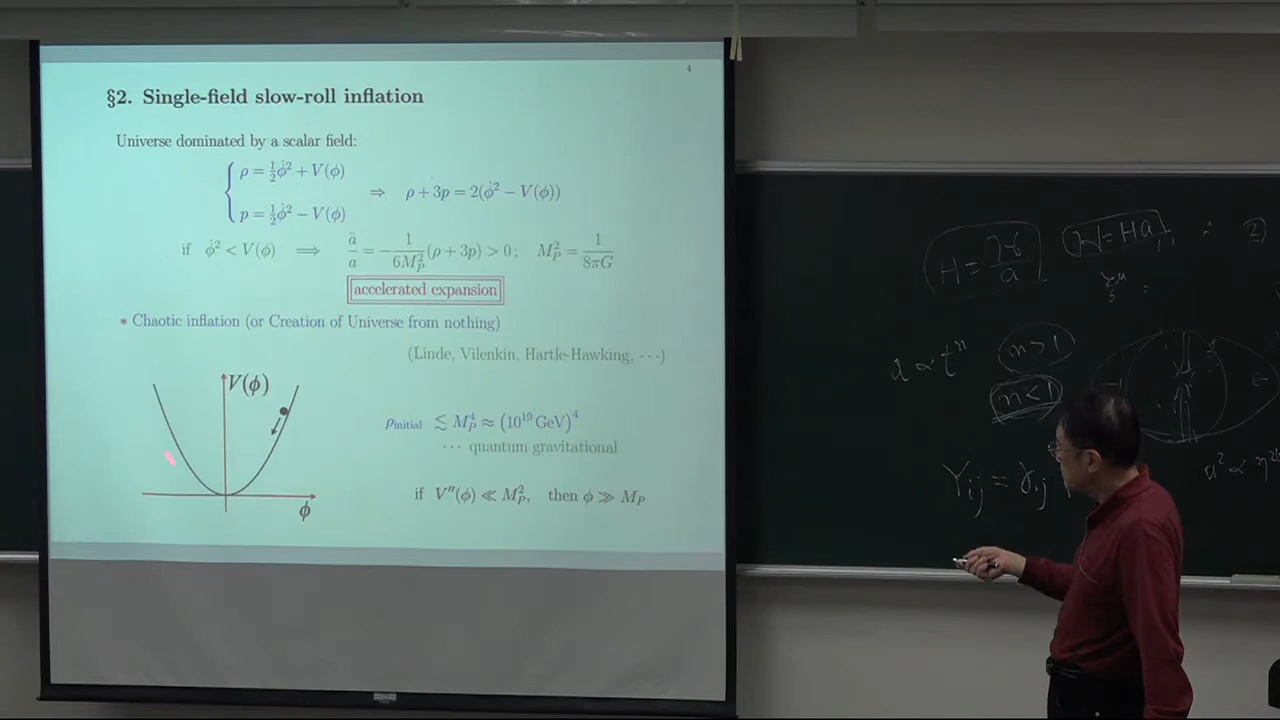 4
§2. Single-field slow-roll inflation
Universe dominated by a scalar field:
ρ = ½φ̇² + V(φ)
p = ½φ̇² − V(φ)
⇒ ρ + 3p = 2(φ̇² − V(φ))
if φ̇² < V(φ) ⟹ ä/a = −1/(6M_P²)(ρ + 3p) > 0 ; M_P² = 1/(8πG)
accelerated expansion
* Chaotic inflation (or Creation of Universe from nothing)
(Linde, Vilenkin, Hartle-Hawking, ···)
V(φ)
φ
ρ_initial ≲ M_P⁴ ≈ (10¹⁹ GeV)⁴
··· quantum gravitational
if V″(φ) ≪ M_P², then φ ≫ M_P
H = ℋ/a
ℋ = Ha
a ∝ t^n
n > 1
n < 1
Y_ij = γ_ij